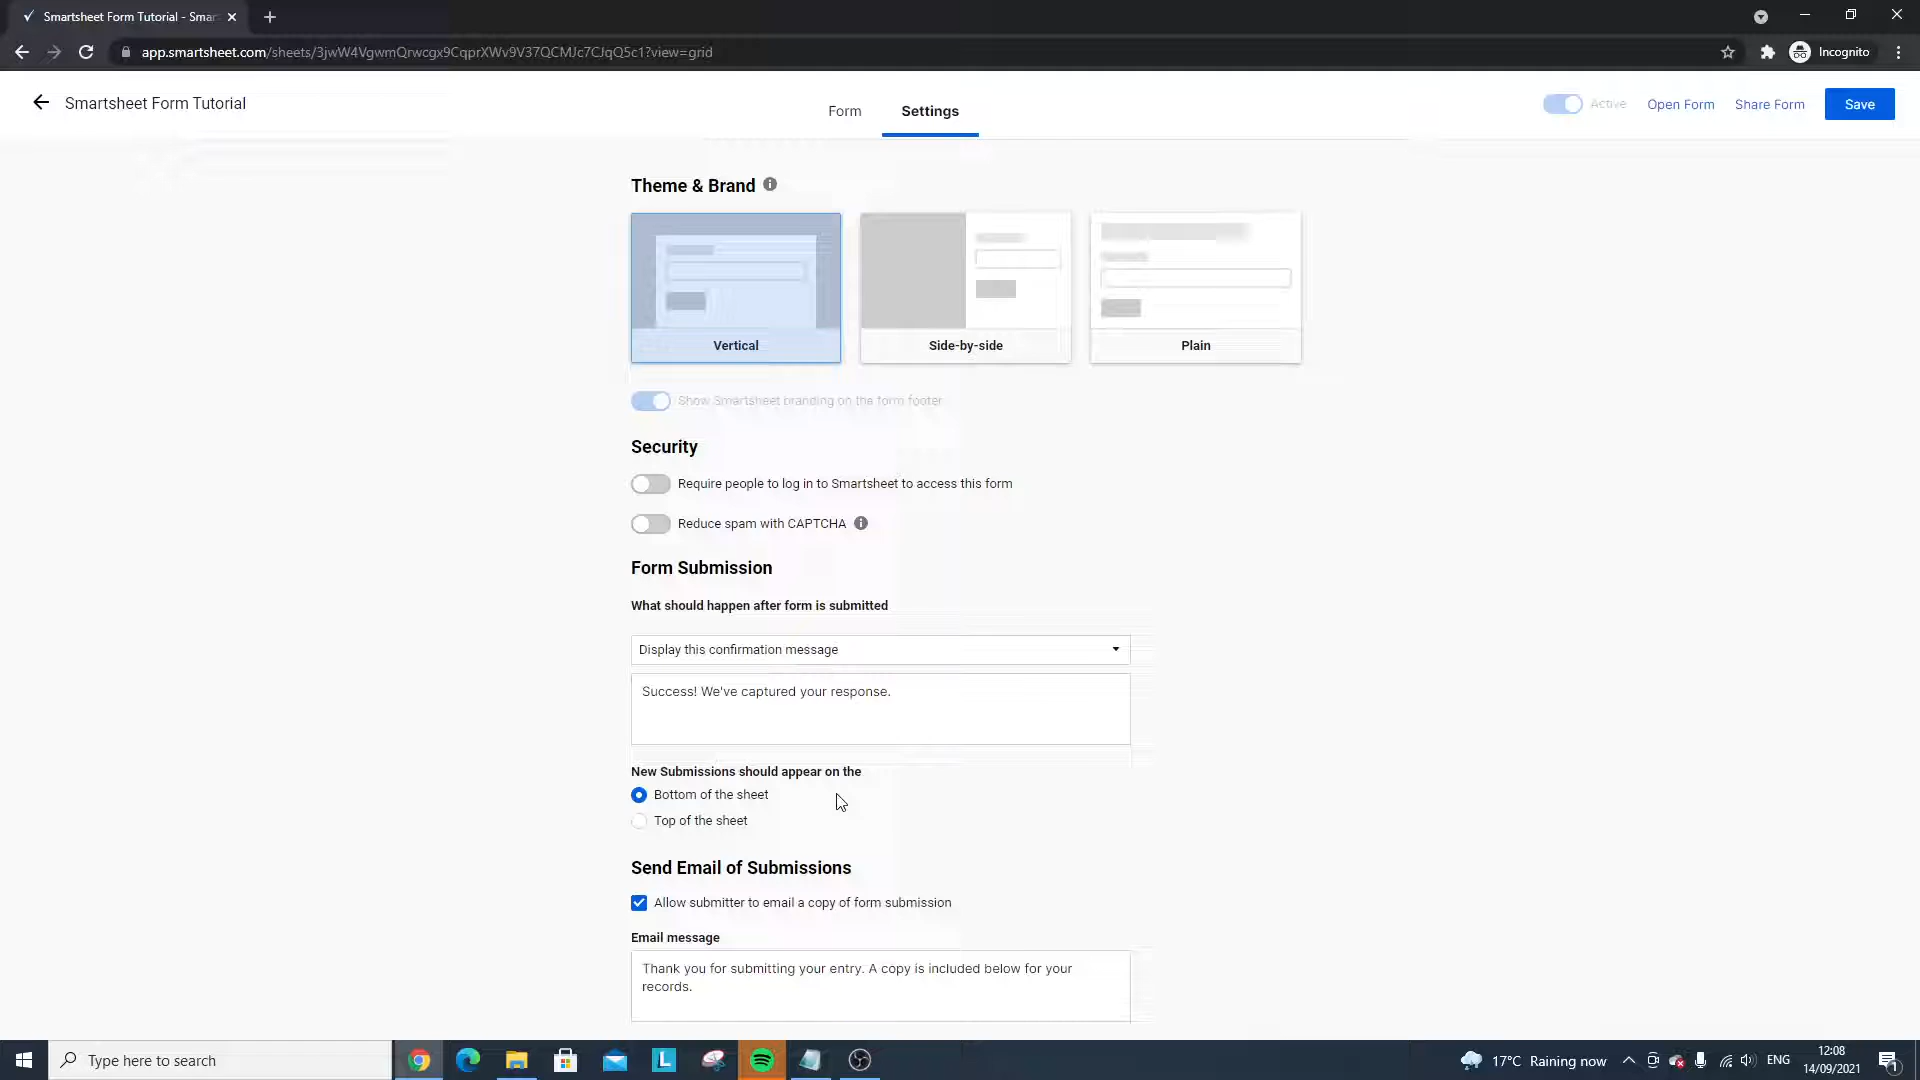 Smartsheet Form Tutorial - Smar
app.smartsheet.com/sheets/3jwW4VgwmQrwcgx9CqprXWv9V37QCMJc7CJqQ5c1?view=grid
Incognito
Smartsheet Form Tutorial
Form
Settings
Active
Open Form
Share Form
Save
Theme & Brand
Vertical
Side-by-side
Plain
Show Smartsheet branding on the form footer
Security
Require people to log in to Smartsheet to access this form
Reduce spam with CAPTCHA
Form Submission
What should happen after form is submitted
Display this confirmation message
Success! We've captured your response.
New Submissions should appear on the
Bottom of the sheet
Top of the sheet
Send Email of Submissions
Allow submitter to email a copy of form submission
Email message
Thank you for submitting your entry. A copy is included below for your
records.
Type here to search
L
17°C Raining now
ENG
12:08
14/09/2021
1